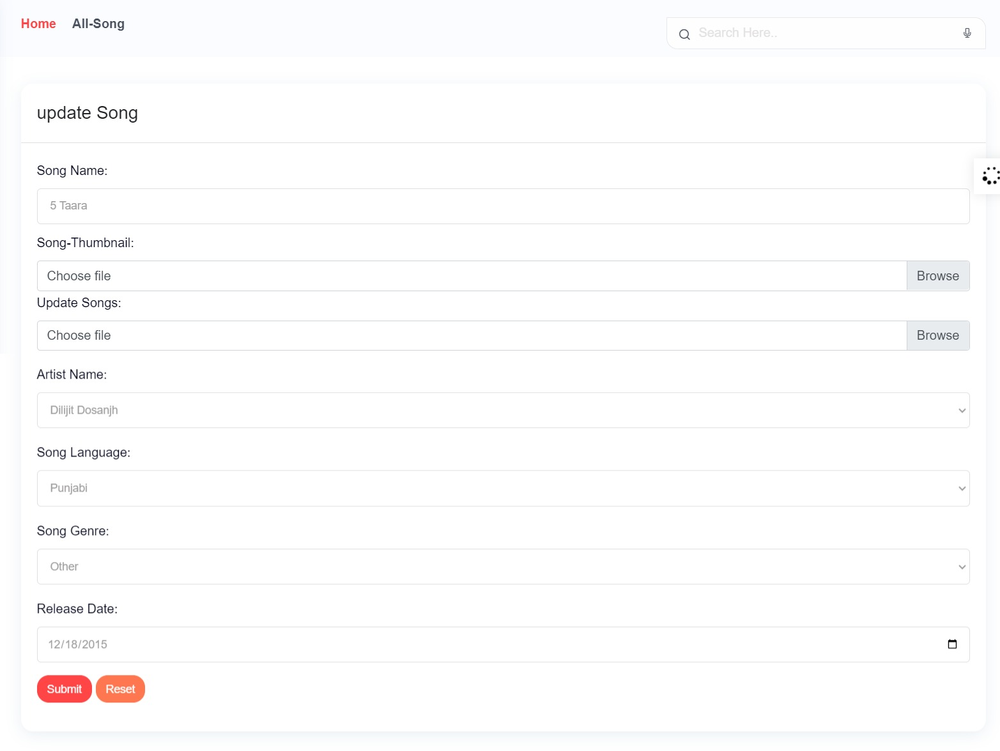 Home All-Song
Search Here..
update Song
Song Name:
5 Taara
Song-Thumbnail:
Choose file Browse
Update Songs:
Choose file Browse
Artist Name:
Dilijit Dosanjh
Song Language:
Punjabi
Song Genre:
Other
Release Date:
12/18/2015
Submit Reset